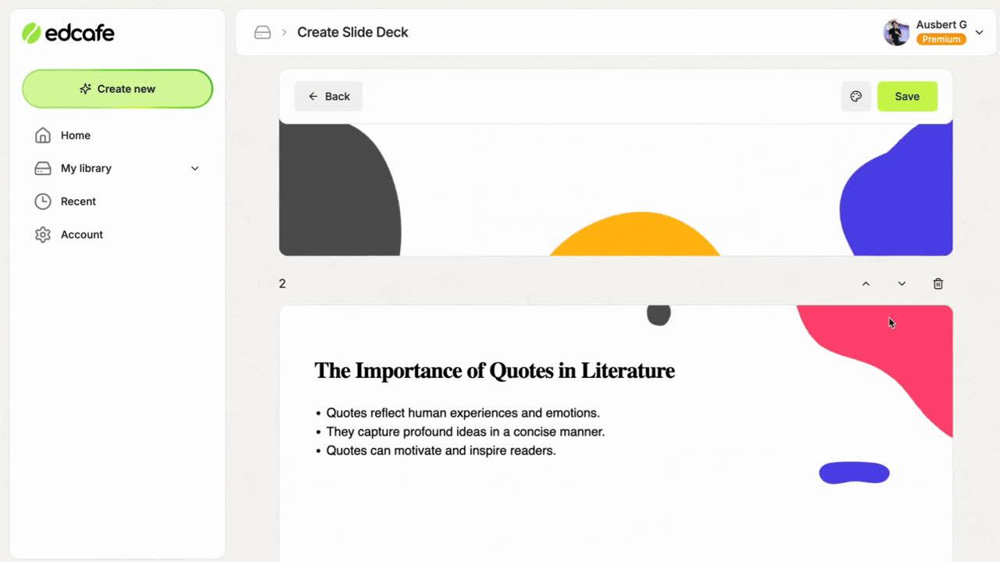 edcafe
Create new
Home
My library
Recent
Account
Create Slide Deck
Ausbert G
Premium
Back
Save
2
The Importance of Quotes in Literature
• Quotes reflect human experiences and emotions.
• They capture profound ideas in a concise manner.
• Quotes can motivate and inspire readers.